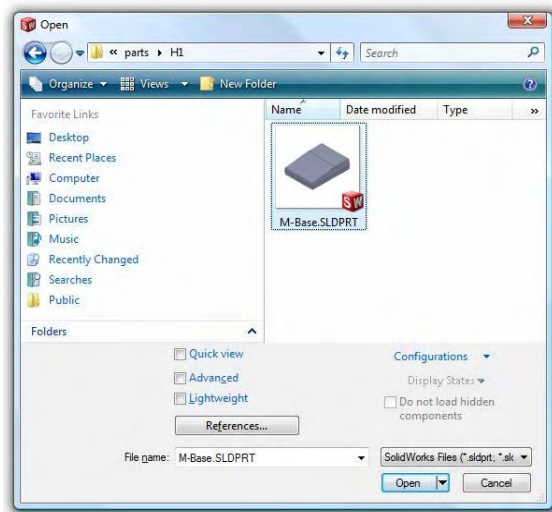 Open
« parts ▸ H1
Search
Organize
Views
New Folder
Favorite Links
Name
Date modified
Type
»
Desktop
Recent Places
Computer
Documents
Pictures
Music
Recently Changed
Searches
Public
SW
M-Base.SLDPRT
Folders
Quick view
Configurations
Advanced
Display States
Lightweight
Do not load hidden
components
References...
File name:
M-Base.SLDPRT
SolidWorks Files (*.sldprt; *.sk
Open
Cancel